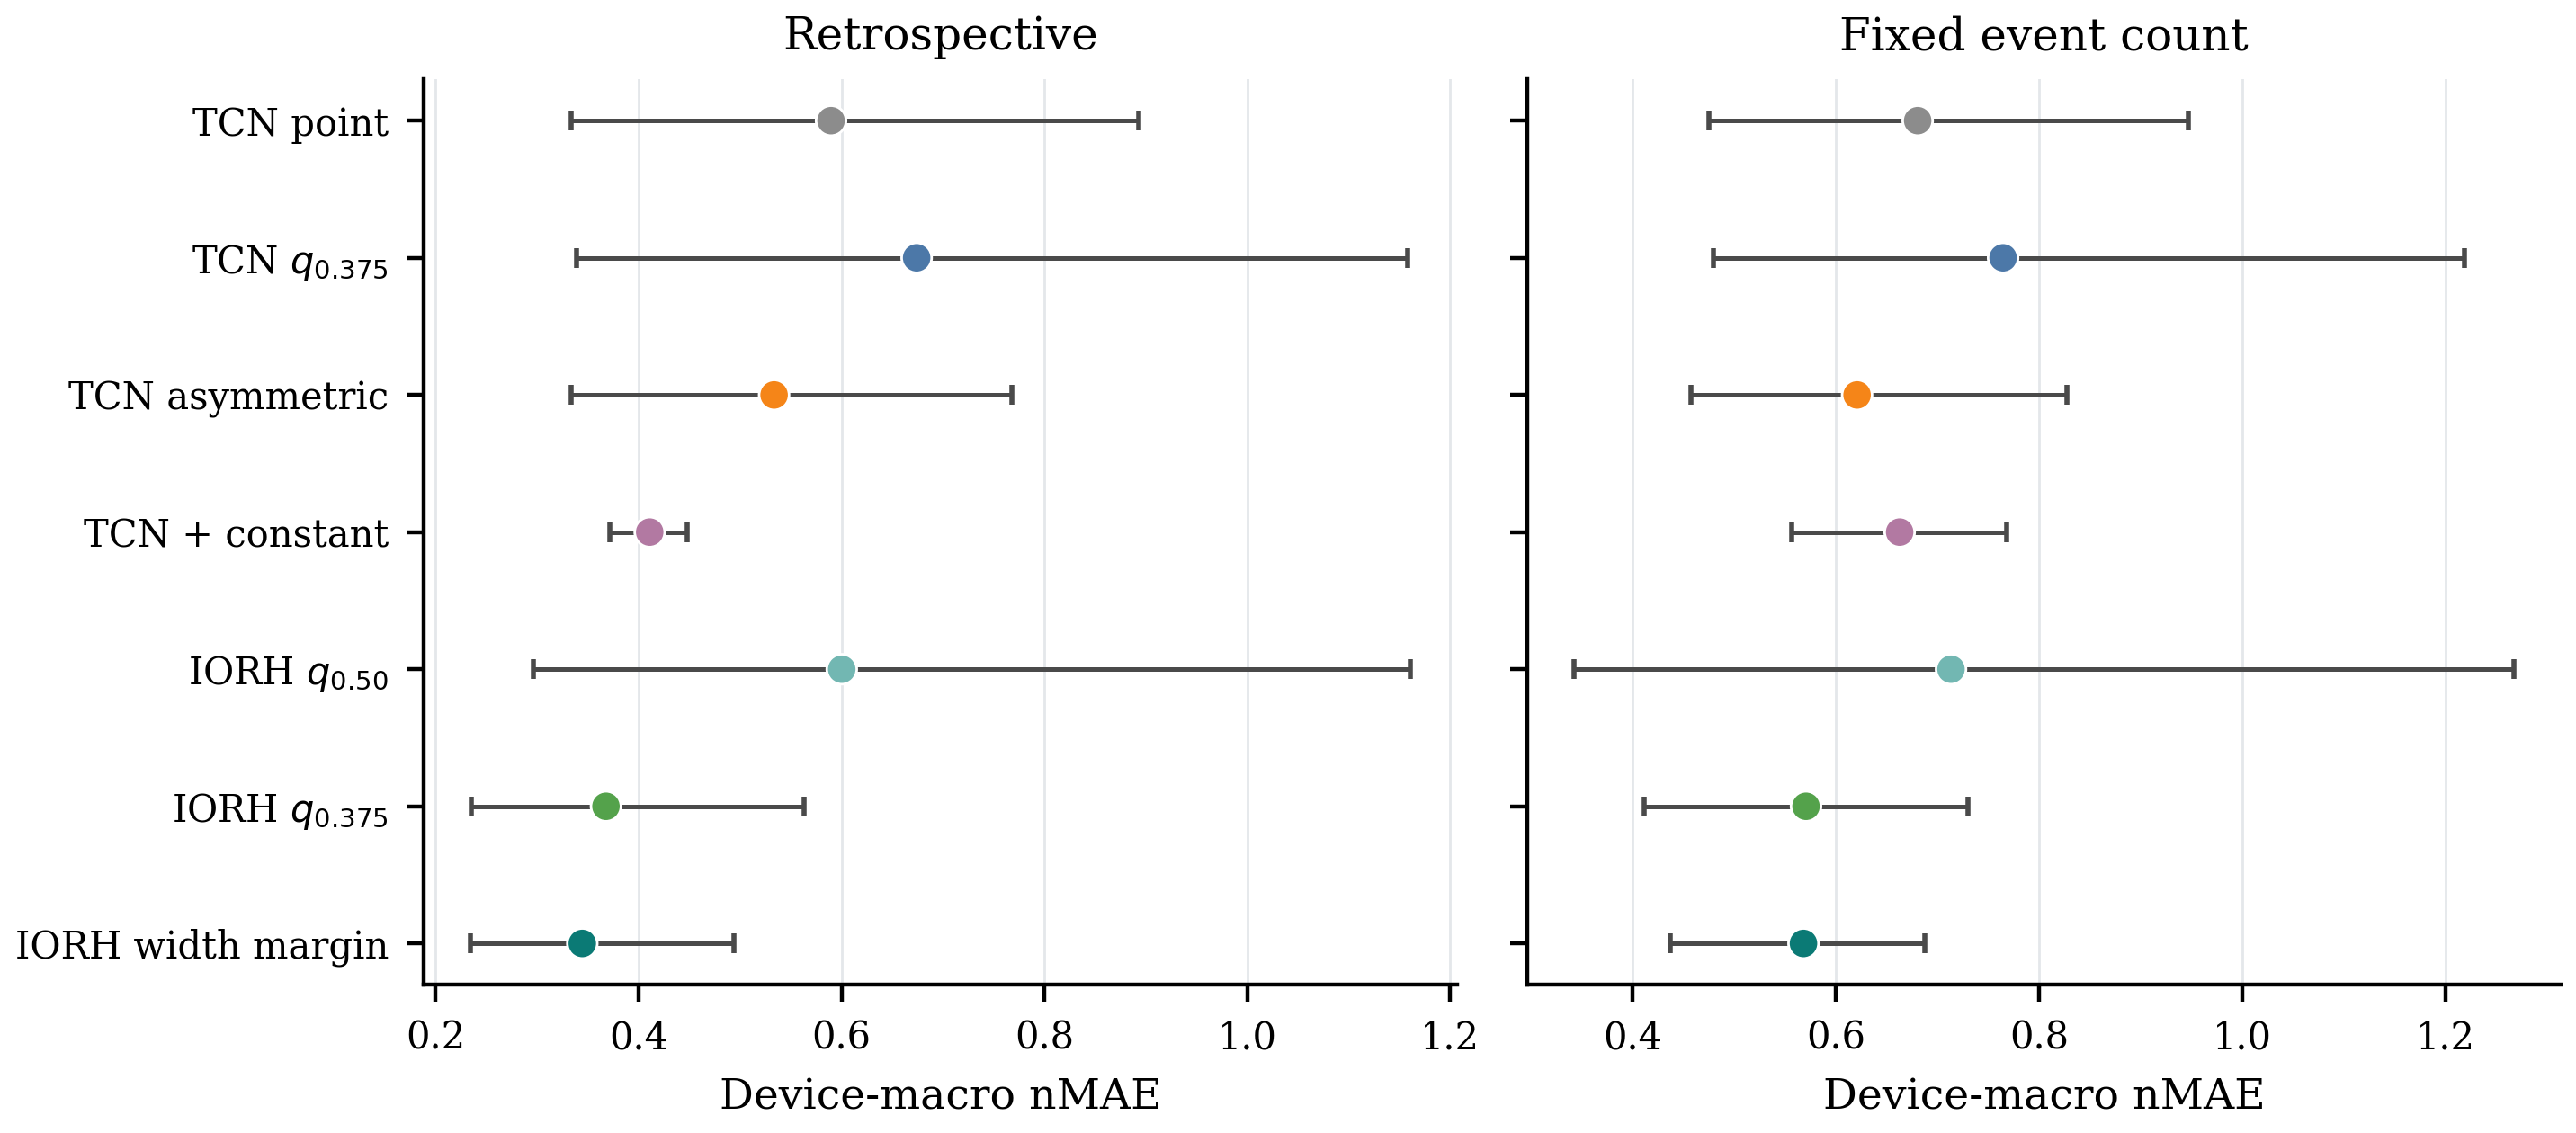 Retrospective
Fixed event count
TCN point
TCN q0.375
TCN asymmetric
TCN + constant
IORH q0.50
IORH q0.375
IORH width margin
0.2 0.4 0.6 0.8 1.0 1.2
0.4 0.6 0.8 1.0 1.2
Device-macro nMAE
Device-macro nMAE